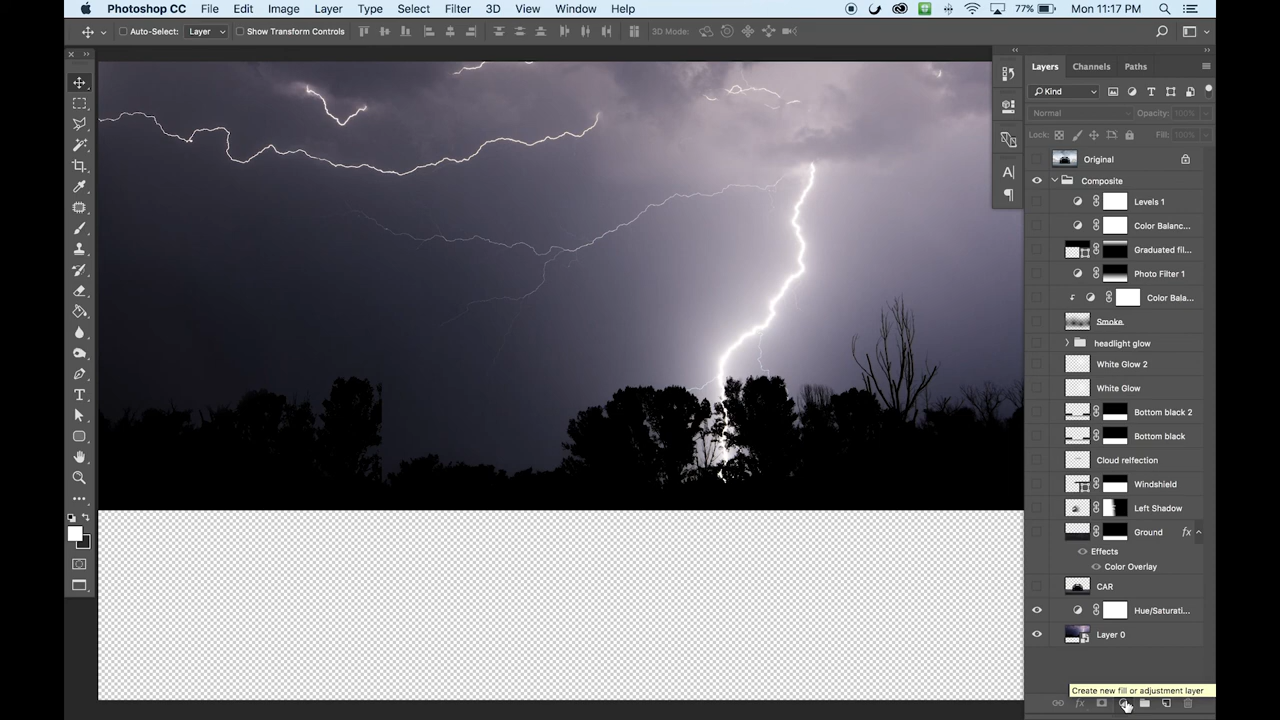 Photoshop CC File Edit Image Layer Type Select Filter 3D View Window Help 77% Mon 11:17 PM
Auto-Select: Layer Show Transform Controls 3D Mode:
Layers Channels Paths
Kind
Normal Opacity: 100%
Lock: Fill: 100%
Original
Composite
Levels 1
Color Balanc...
Graduated fil...
Photo Filter 1
Color Bala...
Smoke
headlight glow
White Glow 2
White Glow
Bottom black 2
Bottom black
Cloud relfection
Windshield
Left Shadow
Ground fx
Effects
Color Overlay
CAR
Hue/Saturati...
Layer 0
Create new fill or adjustment layer
fx